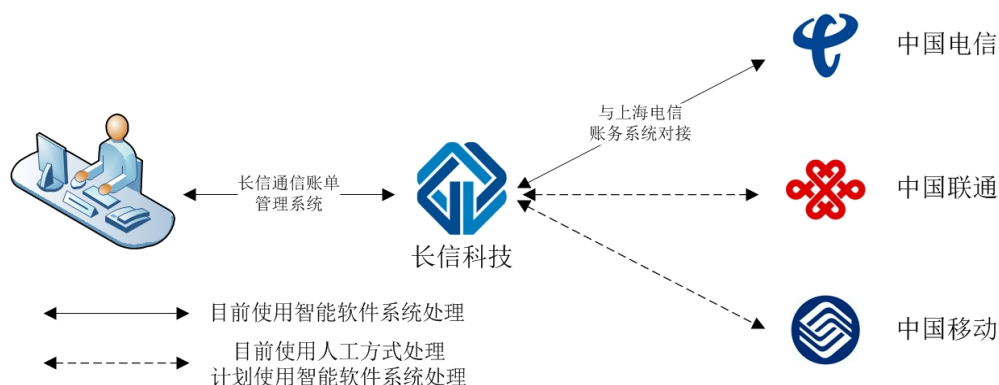 中国电信
与上海电信
账务系统对接
长信通信账单
管理系统
中国联通
长信科技
目前使用智能软件系统处理
中国移动
目前使用人工方式处理
计划使用智能软件系统处理